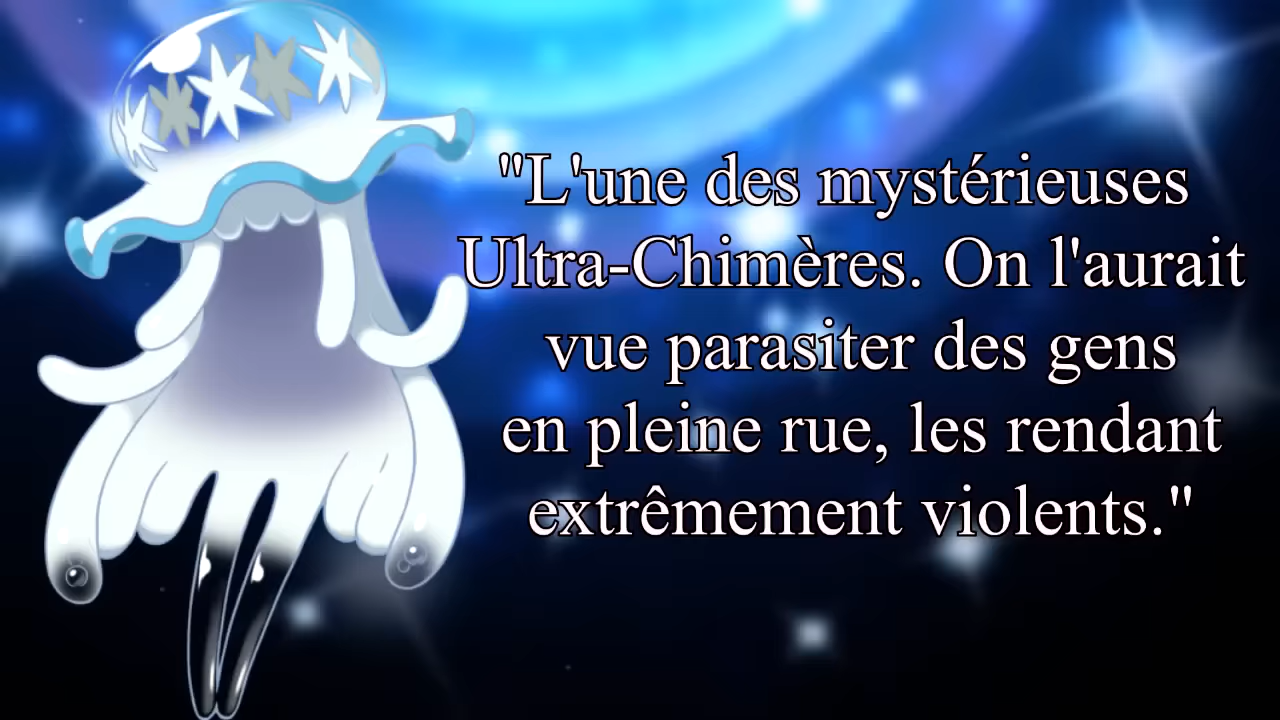 "L'une des mystérieuses
Ultra-Chimères. On l'aurait
vue parasiter des gens
en pleine rue, les rendant
extrêmement violents."